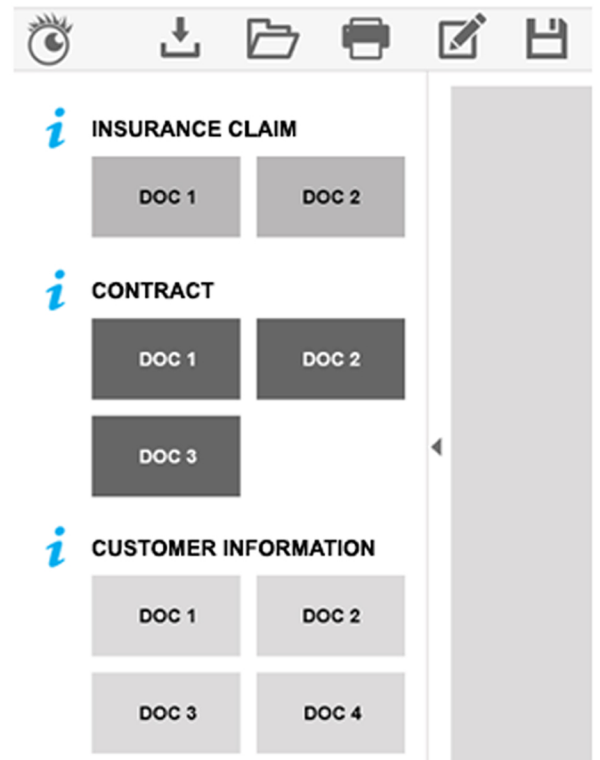 INSURANCE CLAIM
DOC 1 DOC 2
CONTRACT
DOC 1 DOC 2
DOC 3
CUSTOMER INFORMATION
DOC 1 DOC 2
DOC 3 DOC 4